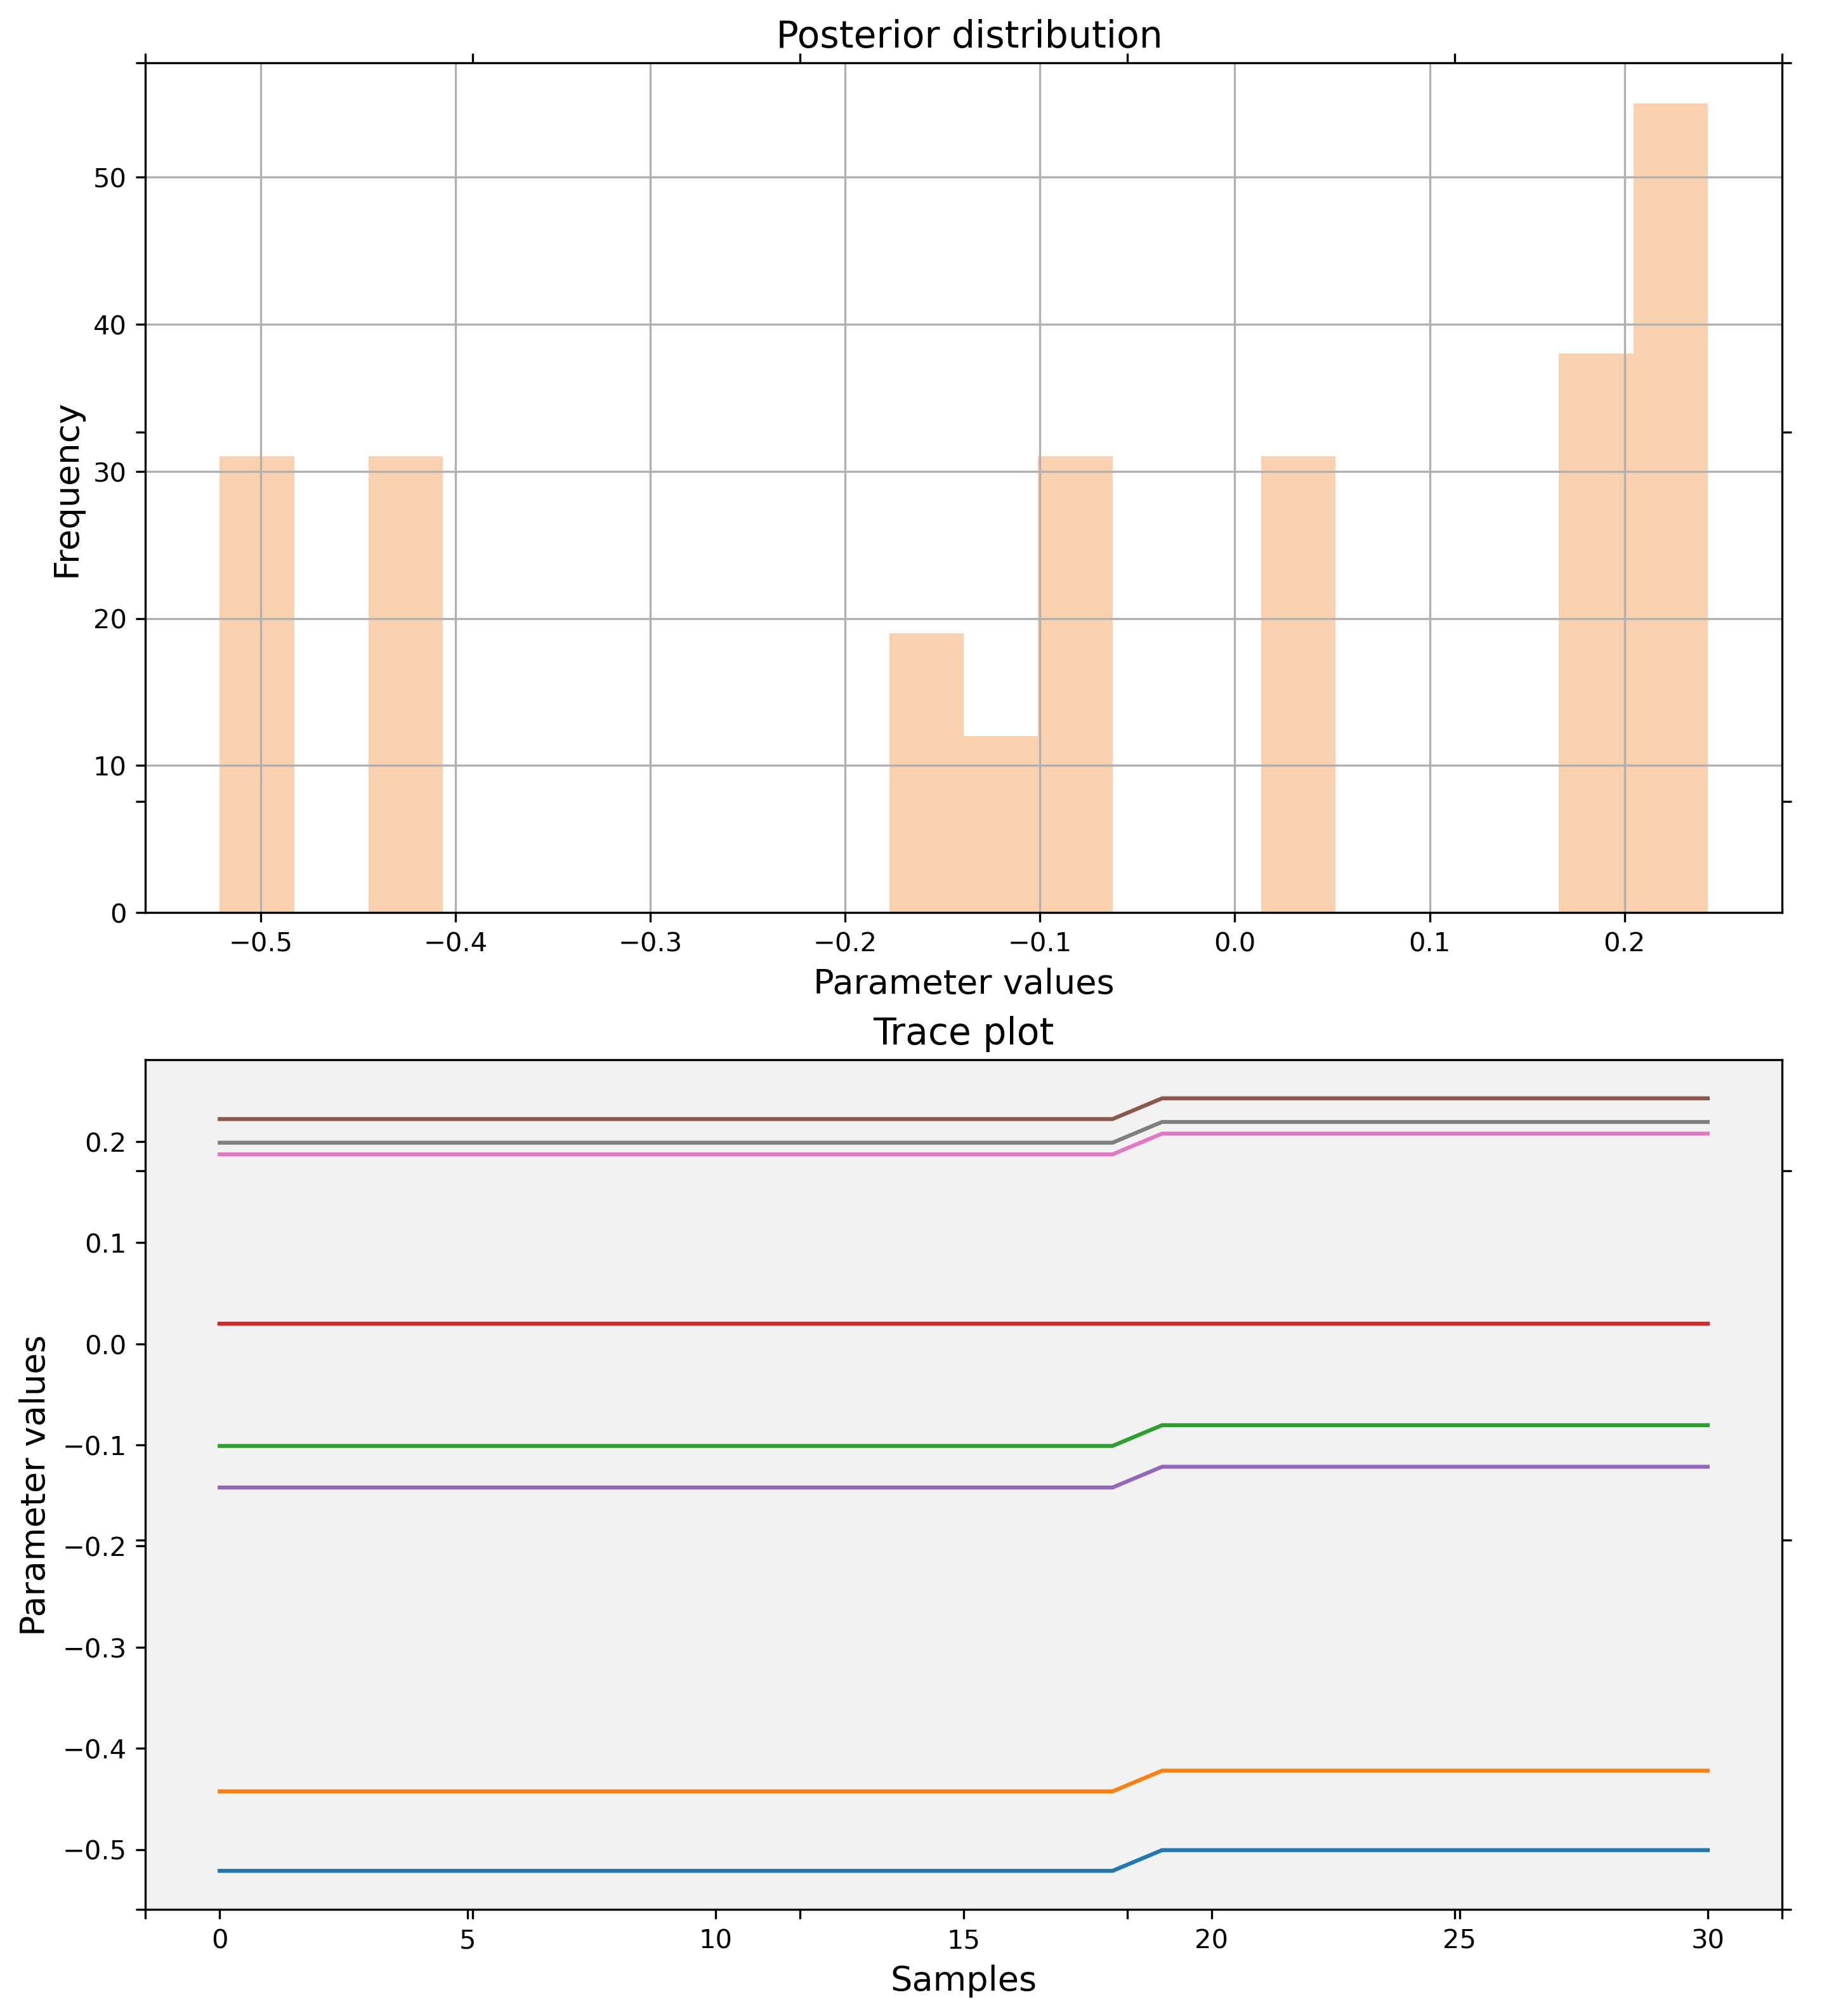 Posterior distribution
50
40
30
20
10
0
Frequency
−0.5 −0.4 −0.3 −0.2 −0.1 0.0 0.1 0.2
Parameter values
Trace plot
0.2
0.1
0.0
−0.1
−0.2
−0.3
−0.4
−0.5
Parameter values
0 5 10 15 20 25 30
Samples